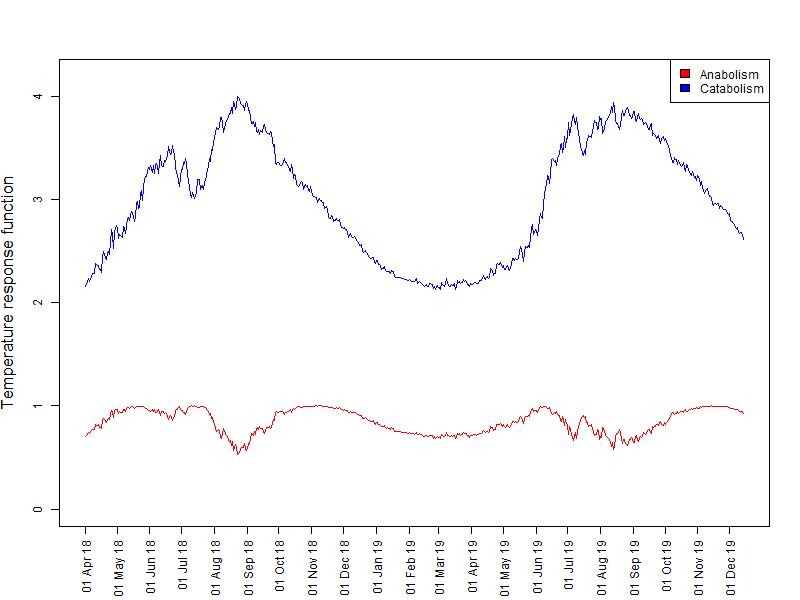 Anabolism
Catabolism
Temperature response function
4
3
2
1
0
01 Apr 18
01 May 18
01 Jun 18
01 Jul 18
01 Aug 18
01 Sep 18
01 Oct 18
01 Nov 18
01 Dec 18
01 Jan 19
01 Feb 19
01 Mar 19
01 Apr 19
01 May 19
01 Jun 19
01 Jul 19
01 Aug 19
01 Sep 19
01 Oct 19
01 Nov 19
01 Dec 19